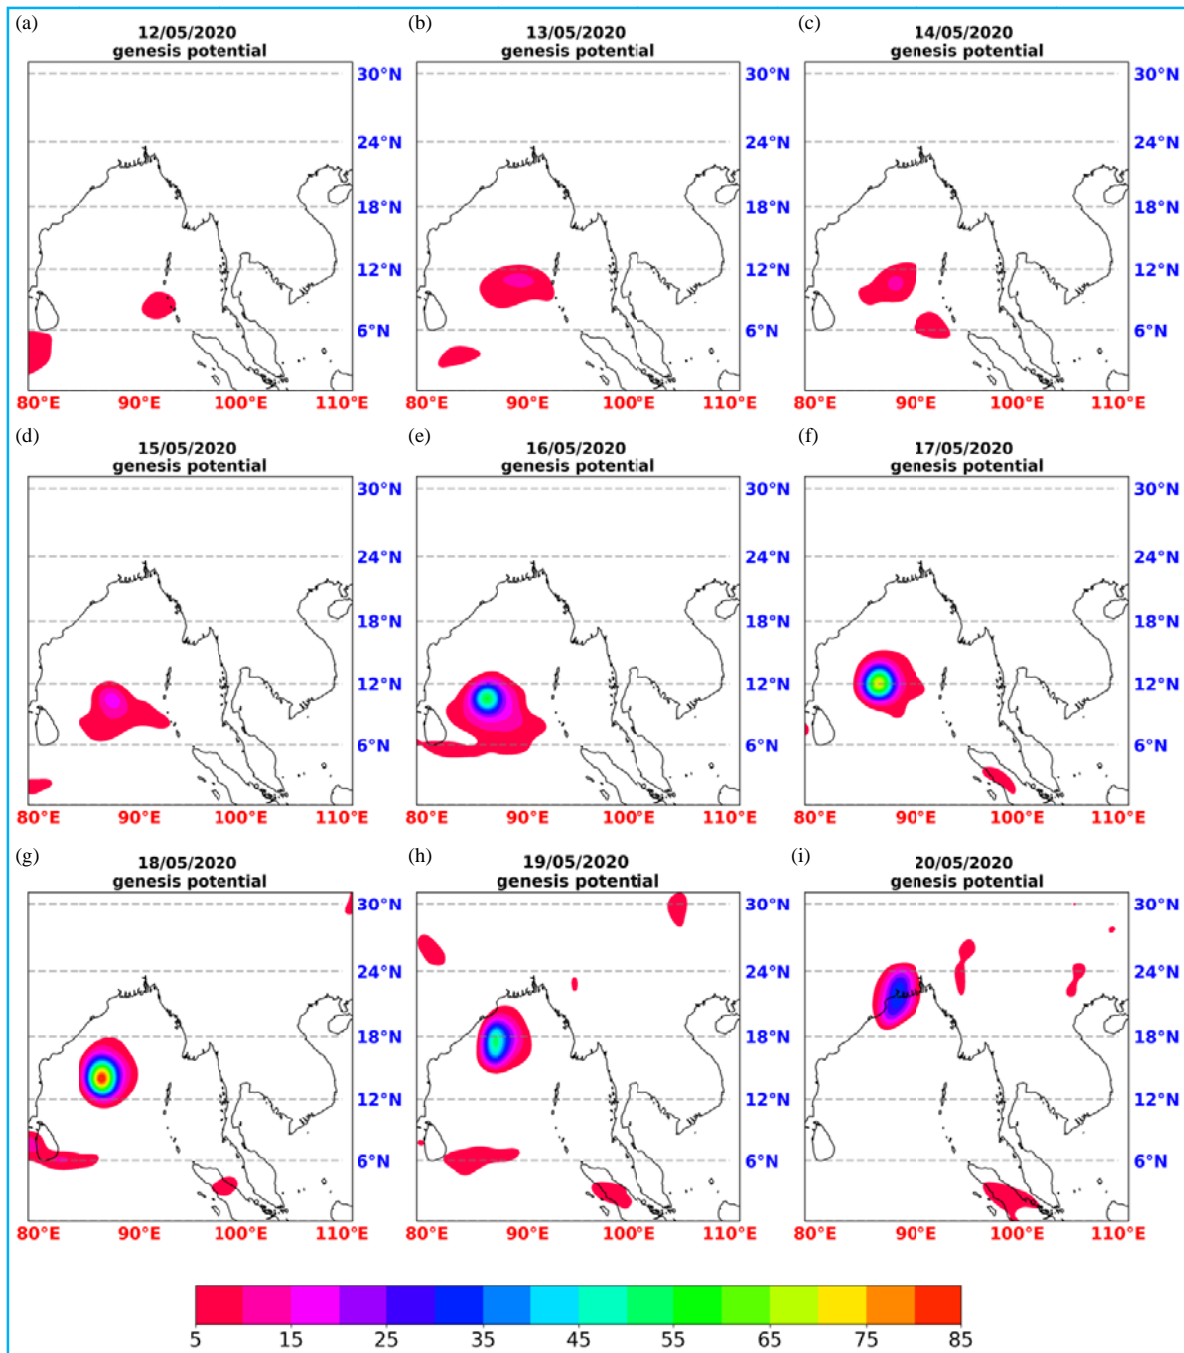 (a)
12/05/2020
genesis potential
30°N
24°N
18°N
12°N
6°N
80°E 90°E 100°E 110°E
(b)
13/05/2020
genesis potential
30°N
24°N
18°N
12°N
6°N
80°E 90°E 100°E 110°E
(c)
14/05/2020
genesis potential
30°N
24°N
18°N
12°N
6°N
80°E 90°E 100°E 110°E
(d)
15/05/2020
genesis potential
30°N
24°N
18°N
12°N
6°N
80°E 90°E 100°E 110°E
(e)
16/05/2020
genesis potential
30°N
24°N
18°N
12°N
6°N
80°E 90°E 100°E 110°E
(f)
17/05/2020
genesis potential
30°N
24°N
18°N
12°N
6°N
80°E 90°E 100°E 110°E
(g)
18/05/2020
genesis potential
30°N
24°N
18°N
12°N
6°N
80°E 90°E 100°E 110°E
(h)
19/05/2020
genesis potential
30°N
24°N
18°N
12°N
6°N
80°E 90°E 100°E 110°E
(i)
20/05/2020
genesis potential
30°N
24°N
18°N
12°N
6°N
80°E 90°E 100°E 110°E
5 15 25 35 45 55 65 75 85